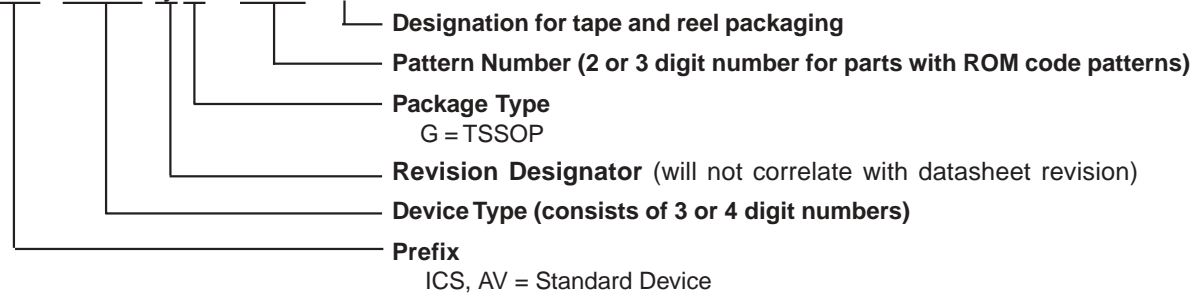 Designation for tape and reel packaging
Pattern Number (2 or 3 digit number for parts with ROM code patterns)
Package Type
G = TSSOP
Revision Designator (will not correlate with datasheet revision)
Device Type (consists of 3 or 4 digit numbers)
Prefix
ICS, AV = Standard Device